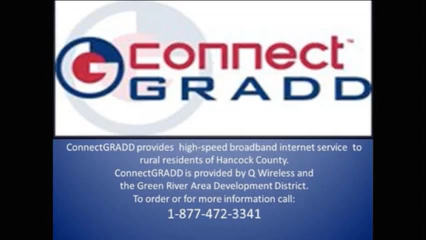 connect™
GRADD
ConnectGRADD provides high-speed broadband internet service to
rural residents of Hancock County.
ConnectGRADD is provided by Q Wireless and
the Green River Area Development District.
To order or for more information call:
1-877-472-3341